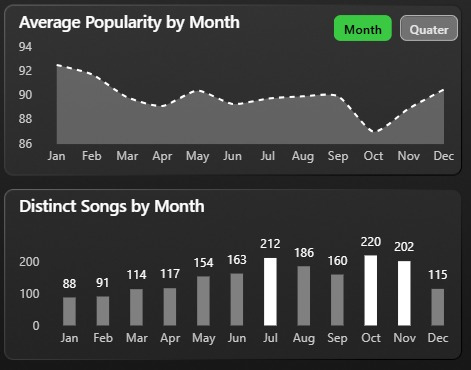 Average Popularity by Month
Month Quater
94
92
90
88
86
Jan Feb Mar Apr May Jun Jul Aug Sep Oct Nov Dec
Distinct Songs by Month
200
100
0
88 91 114 117 154 163 212 186 160 220 202 115
Jan Feb Mar Apr May Jun Jul Aug Sep Oct Nov Dec